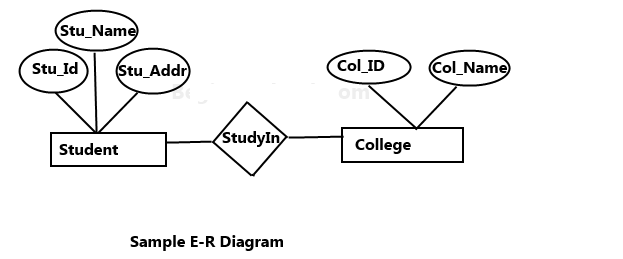 Stu_Name
Stu_Id
Stu_Addr
Col_ID
Col_Name
StudyIn
Student
College
Sample E-R Diagram